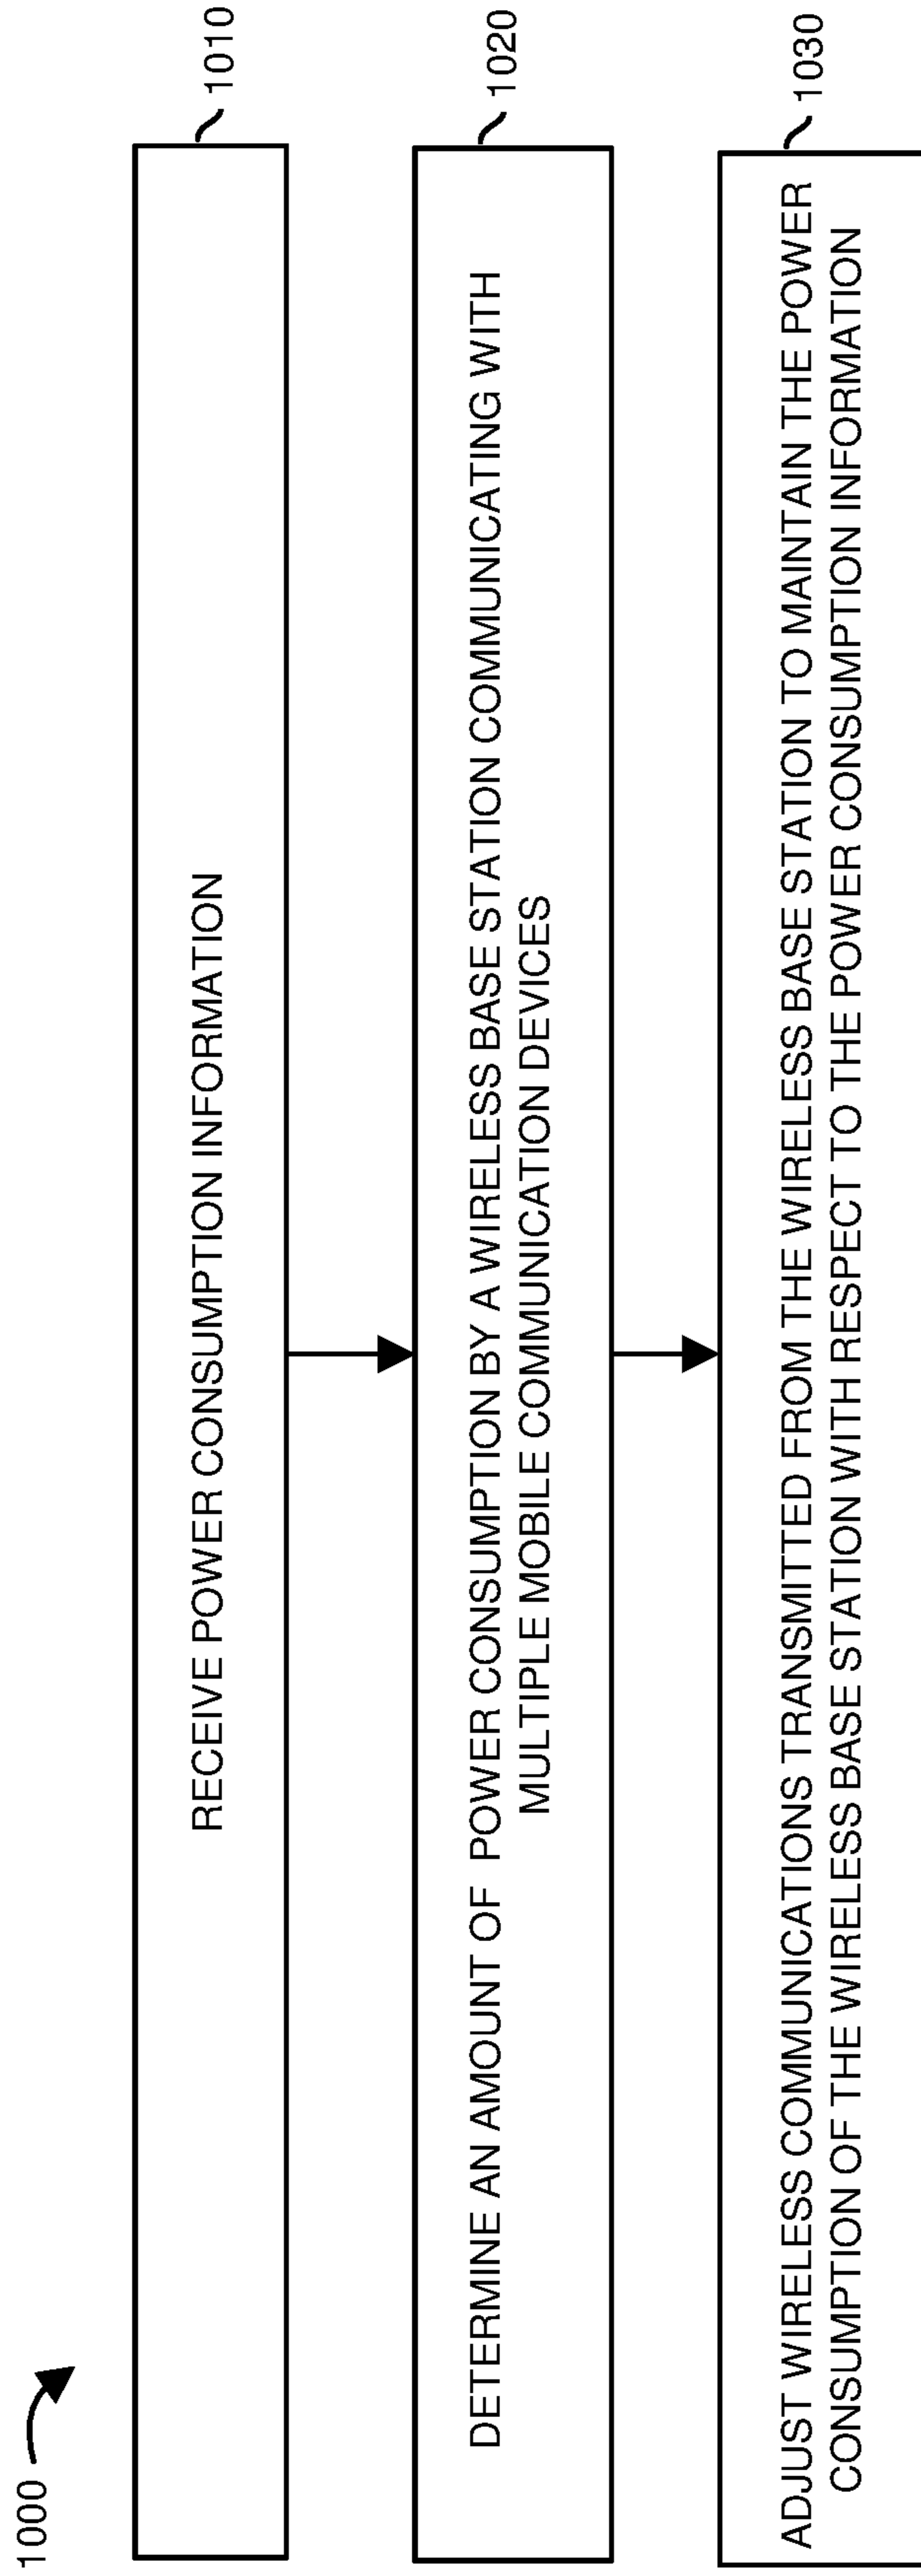 1000
RECEIVE POWER CONSUMPTION INFORMATION
1010
DETERMINE AN AMOUNT OF POWER CONSUMPTION BY A WIRELESS BASE STATION COMMUNICATING WITH
MULTIPLE MOBILE COMMUNICATION DEVICES
1020
ADJUST WIRELESS COMMUNICATIONS TRANSMITTED FROM THE WIRELESS BASE STATION TO MAINTAIN THE POWER
CONSUMPTION OF THE WIRELESS BASE STATION WITH RESPECT TO THE POWER CONSUMPTION INFORMATION
1030